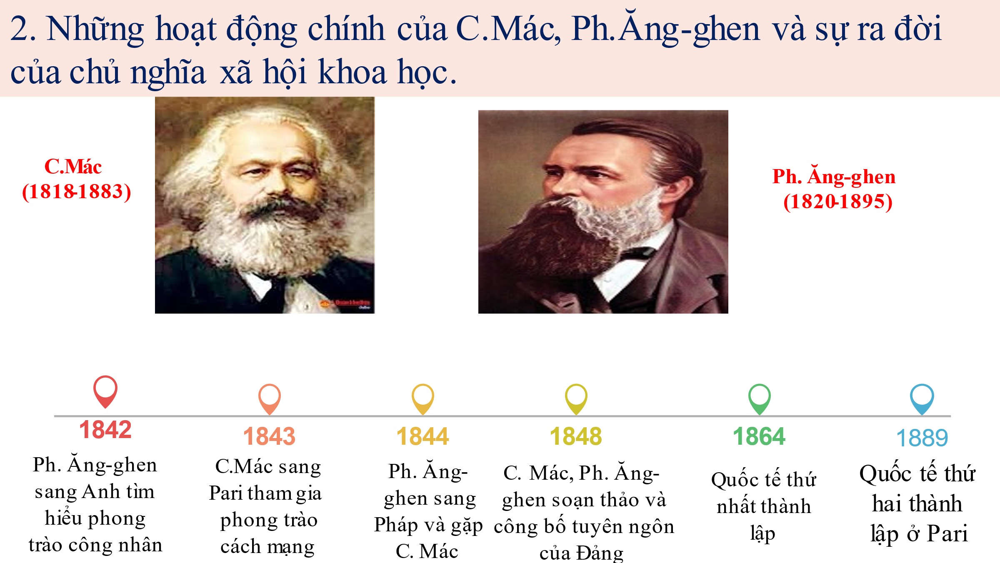 2. Những hoạt động chính của C.Mác, Ph.Ăng-ghen và sự ra đời
của chủ nghĩa xã hội khoa học.
C.Mác
(1818-1883)
Ph. Ăng-ghen
(1820-1895)
1842
Ph. Ăng-ghen
sang Anh tìm
hiểu phong
trào công nhân
1843
C.Mác sang
Pari tham gia
phong trào
cách mạng
1844
Ph. Ăng-
ghen sang
Pháp và gặp
C. Mác
1848
C. Mác, Ph. Ăng-
ghen soạn thảo và
công bố tuyên ngôn
của Đảng
1864
Quốc tế thứ
nhất thành
lập
1889
Quốc tế thứ
hai thành
lập ở Pari